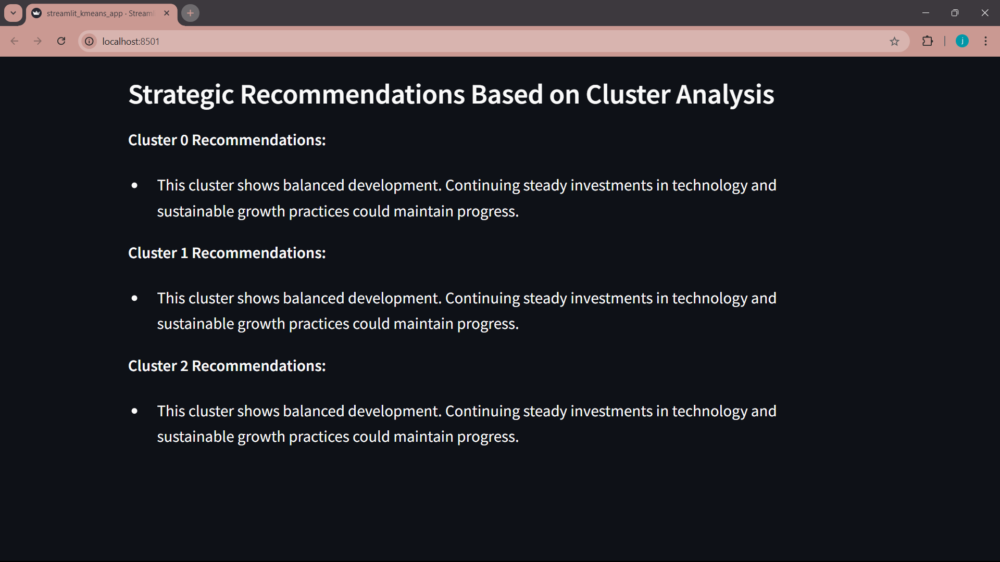 streamlit_kmeans_app · Streaml
localhost:8501
j
Strategic Recommendations Based on Cluster Analysis
Cluster 0 Recommendations:
• This cluster shows balanced development. Continuing steady investments in technology and
sustainable growth practices could maintain progress.
Cluster 1 Recommendations:
• This cluster shows balanced development. Continuing steady investments in technology and
sustainable growth practices could maintain progress.
Cluster 2 Recommendations:
• This cluster shows balanced development. Continuing steady investments in technology and
sustainable growth practices could maintain progress.